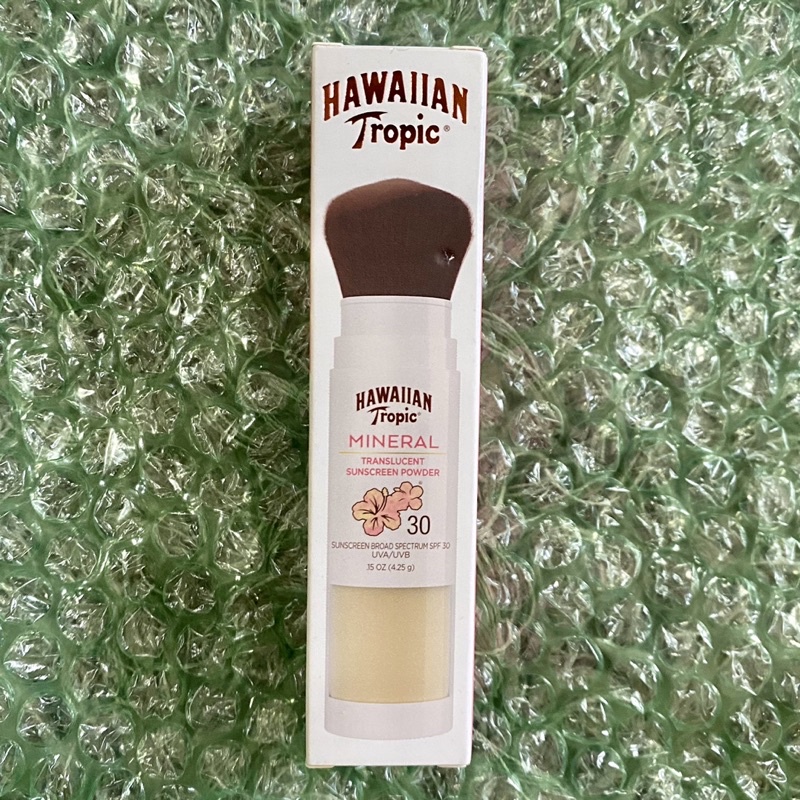 HAWAIIAN
Tropic®
HAWAIIAN
Tropic®
MINERAL
TRANSLUCENT
SUNSCREEN POWDER
30
SUNSCREEN BROAD SPECTRUM SPF 30
UVA/UVB
.15 OZ (4.25 g)